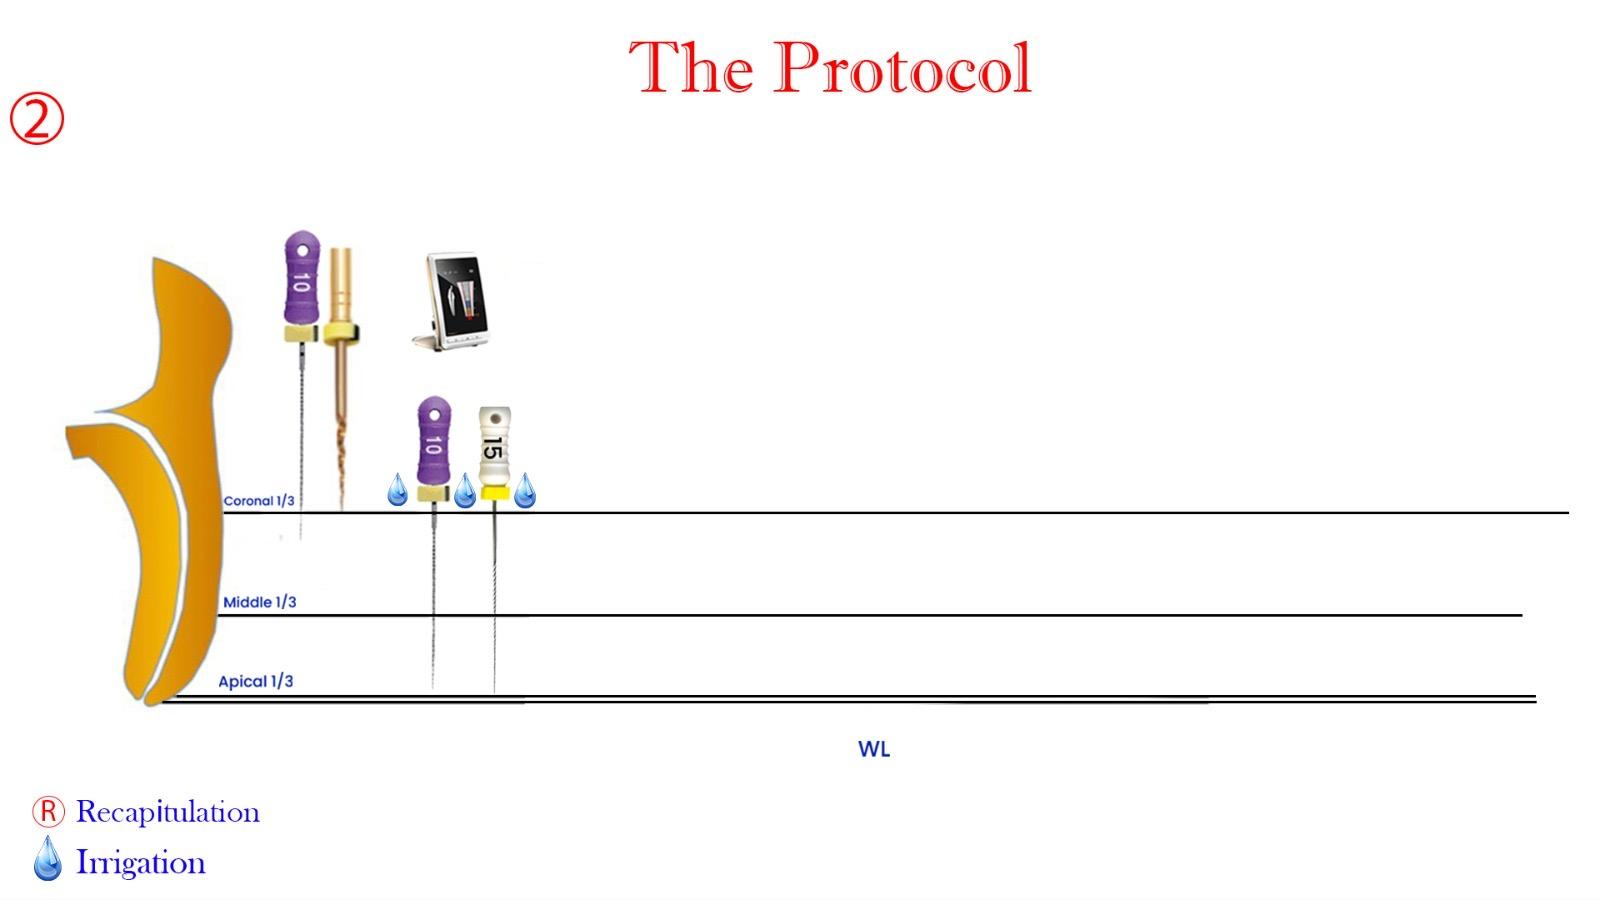 The Protocol
②
10
10
15
Coronal 1/3
Middle 1/3
Apical 1/3
WL
Ⓡ Recapitulation
Irrigation